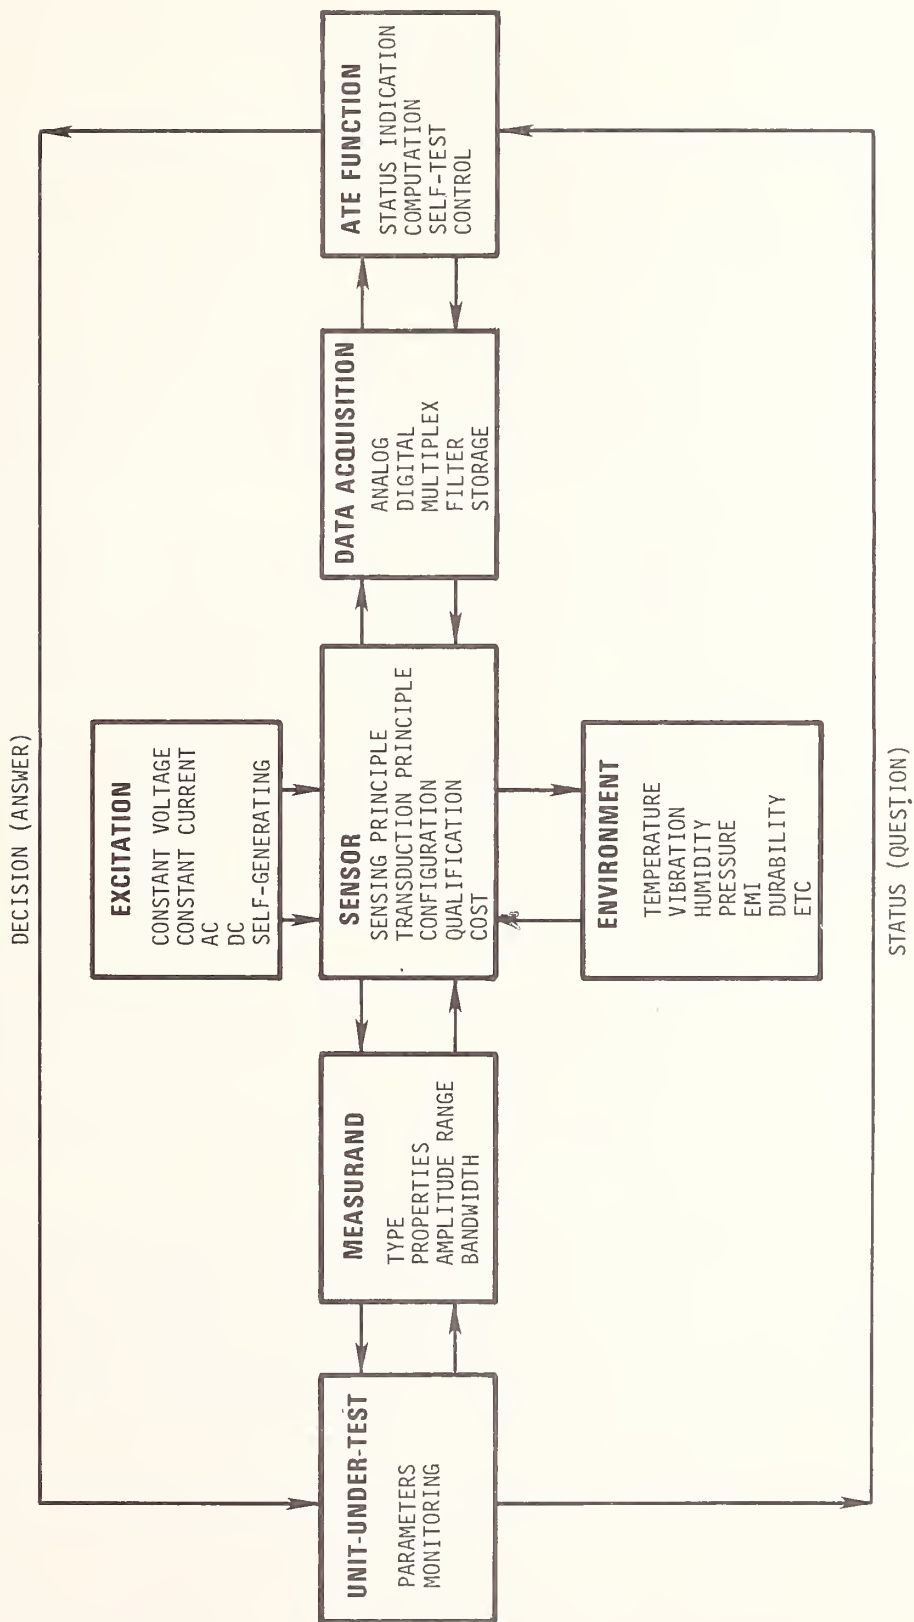 DECISION (ANSWER)
EXCITATION
CONSTANT VOLTAGE
CONSTANT CURRENT
AC
DC
SELF-GENERATING
UNIT-UNDER-TEST
PARAMETERS
MONITORING
MEASURAND
TYPE
PROPERTIES
AMPLITUDE RANGE
BANDWIDTH
SENSOR
SENSING PRINCIPLE
TRANSDUCTION PRINCIPLE
CONFIGURATION
QUALIFICATION
COST
DATA ACQUISITION
ANALOG
DIGITAL
MULTIPLEX
FILTER
STORAGE
ATE FUNCTION
STATUS INDICATION
COMPUTATION
SELF-TEST
CONTROL
ENVIRONMENT
TEMPERATURE
VIBRATION
HUMIDITY
PRESSURE
EMI
DURABILITY
ETC
STATUS (QUESTION)